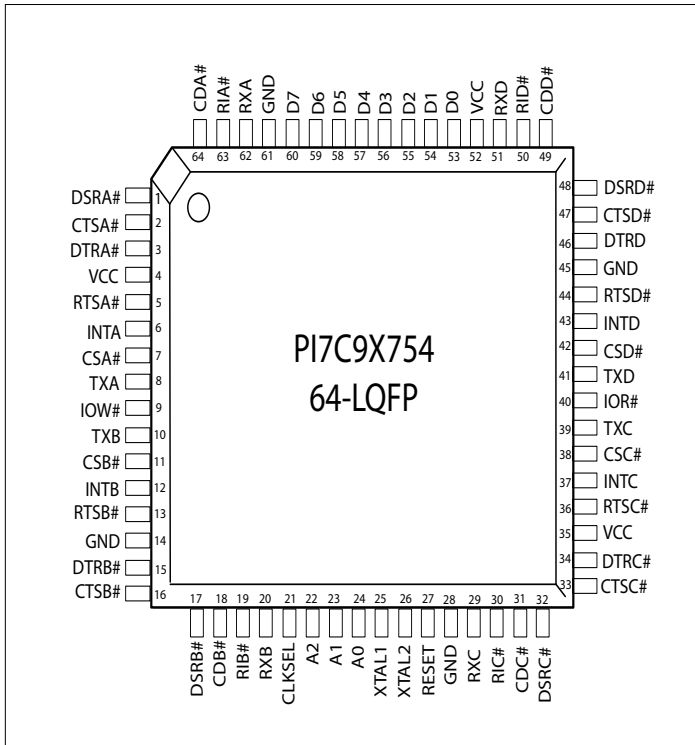 CDA#
RIA#
RXA
GND
D7
D6
D5
D4
D3
D2
D1
D0
VCC
RXD
RID#
CDD#
64
63
62
61
60
59
58
57
56
55
54
53
52
51
50
49
DSRA# 1
CTSA# 2
DTRA# 3
VCC 4
RTSA# 5
INTA 6
CSA# 7
TXA 8
IOW# 9
TXB 10
CSB# 11
INTB 12
RTSB# 13
GND 14
DTRB# 15
CTSB# 16
PI7C9X754
64-LQFP
48 DSRD#
47 CTSD#
46 DTRD
45 GND
44 RTSD#
43 INTD
42 CSD#
41 TXD
40 IOR#
39 TXC
38 CSC#
37 INTC
36 RTSC#
35 VCC
34 DTRC#
33 CTSC#
17
18
19
20
21
22
23
24
25
26
27
28
29
30
31
32
DSRB#
CDB#
RIB#
RXB
CLKSEL
A2
A1
A0
XTAL1
XTAL2
RESET
GND
RXC
RIC#
CDC#
DSRC#